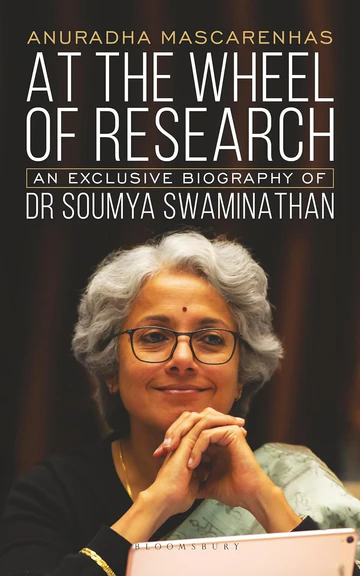 ANURADHA MASCARENHAS
AT THE WHEEL
OF RESEARCH
AN EXCLUSIVE BIOGRAPHY OF
DR SOUMYA SWAMINATHAN
BLOOMSBURY